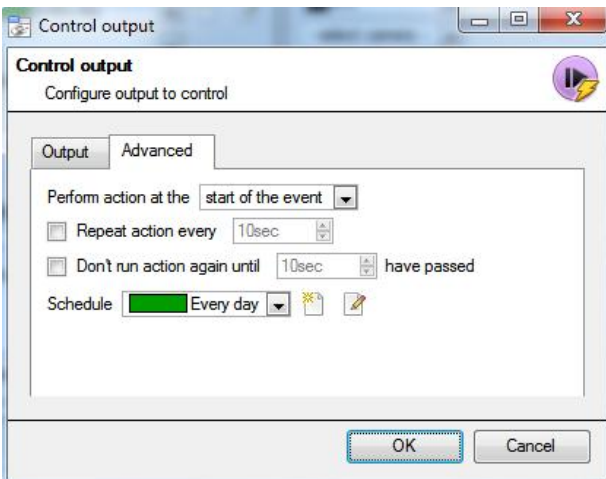 Control output
Control output
Configure output to control
Output Advanced
Perform action at the start of the event
Repeat action every 10sec
Don't run action again until 10sec have passed
Schedule Every day
OK Cancel